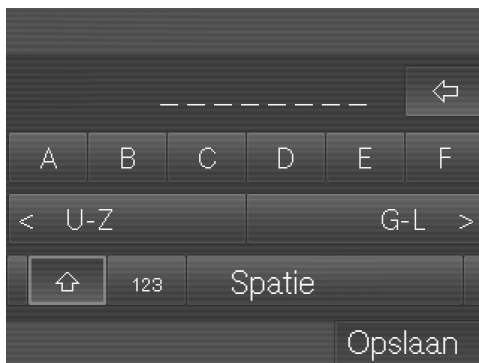 _ _ _ _ _ _ _ _
A B C D E F
< U-Z G-L >
123 Spatie
Opslaan